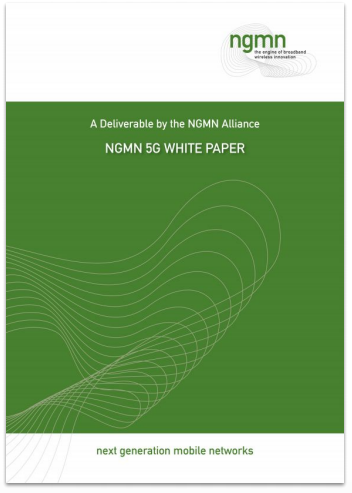 ngmn
the engine of broadband
wireless innovation
A Deliverable by the NGMN Alliance
NGMN 5G WHITE PAPER
next generation mobile networks